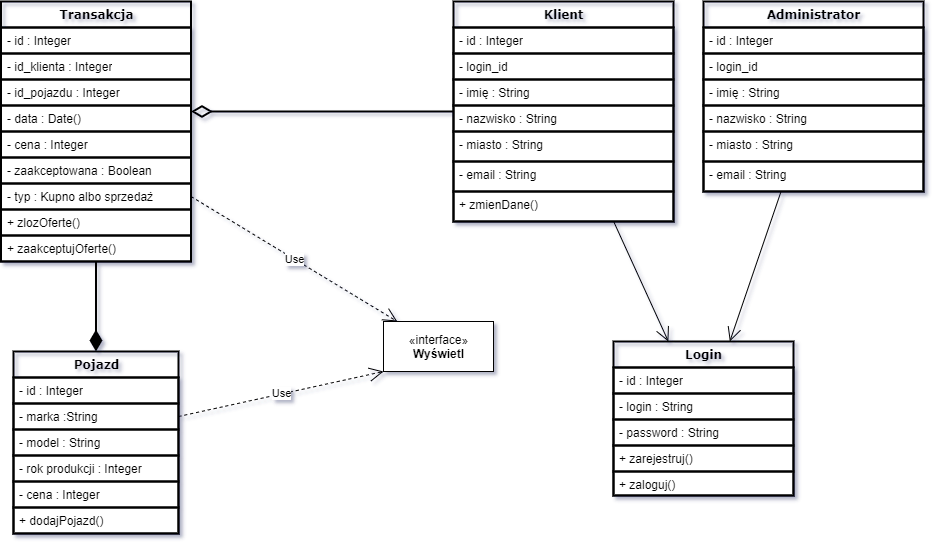 Transakcja
- id : Integer
- id_klienta : Integer
- id_pojazdu : Integer
- data : Date()
- cena : Integer
- zaakceptowana : Boolean
- typ : Kupno albo sprzedaż
+ zlozOferte()
+ zaakceptujOferte()
Klient
- id : Integer
- login_id
- imię : String
- nazwisko : String
- miasto : String
- email : String
+ zmienDane()
Administrator
- id : Integer
- login_id
- imię : String
- nazwisko : String
- miasto : String
- email : String
Use
«interface»
Wyświetl
Use
Pojazd
- id : Integer
- marka :String
- model : String
- rok produkcji : Integer
- cena : Integer
+ dodajPojazd()
Login
- id : Integer
- login : String
- password : String
+ zarejestruj()
+ zaloguj()